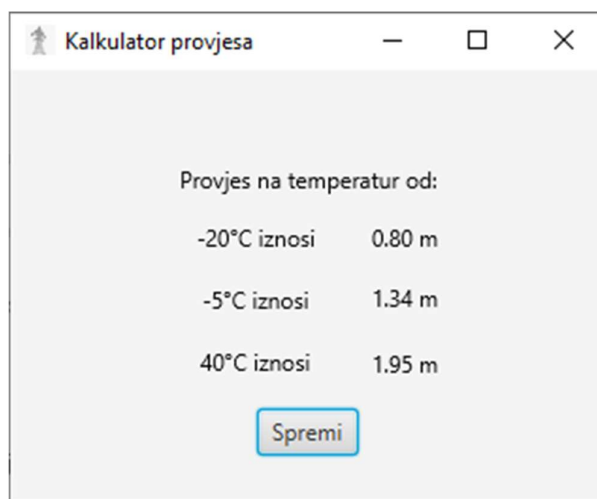 Kalkulator provjesa
Provjes na temperatur od:
-20°C iznosi 0.80 m
-5°C iznosi 1.34 m
40°C iznosi 1.95 m
Spremi